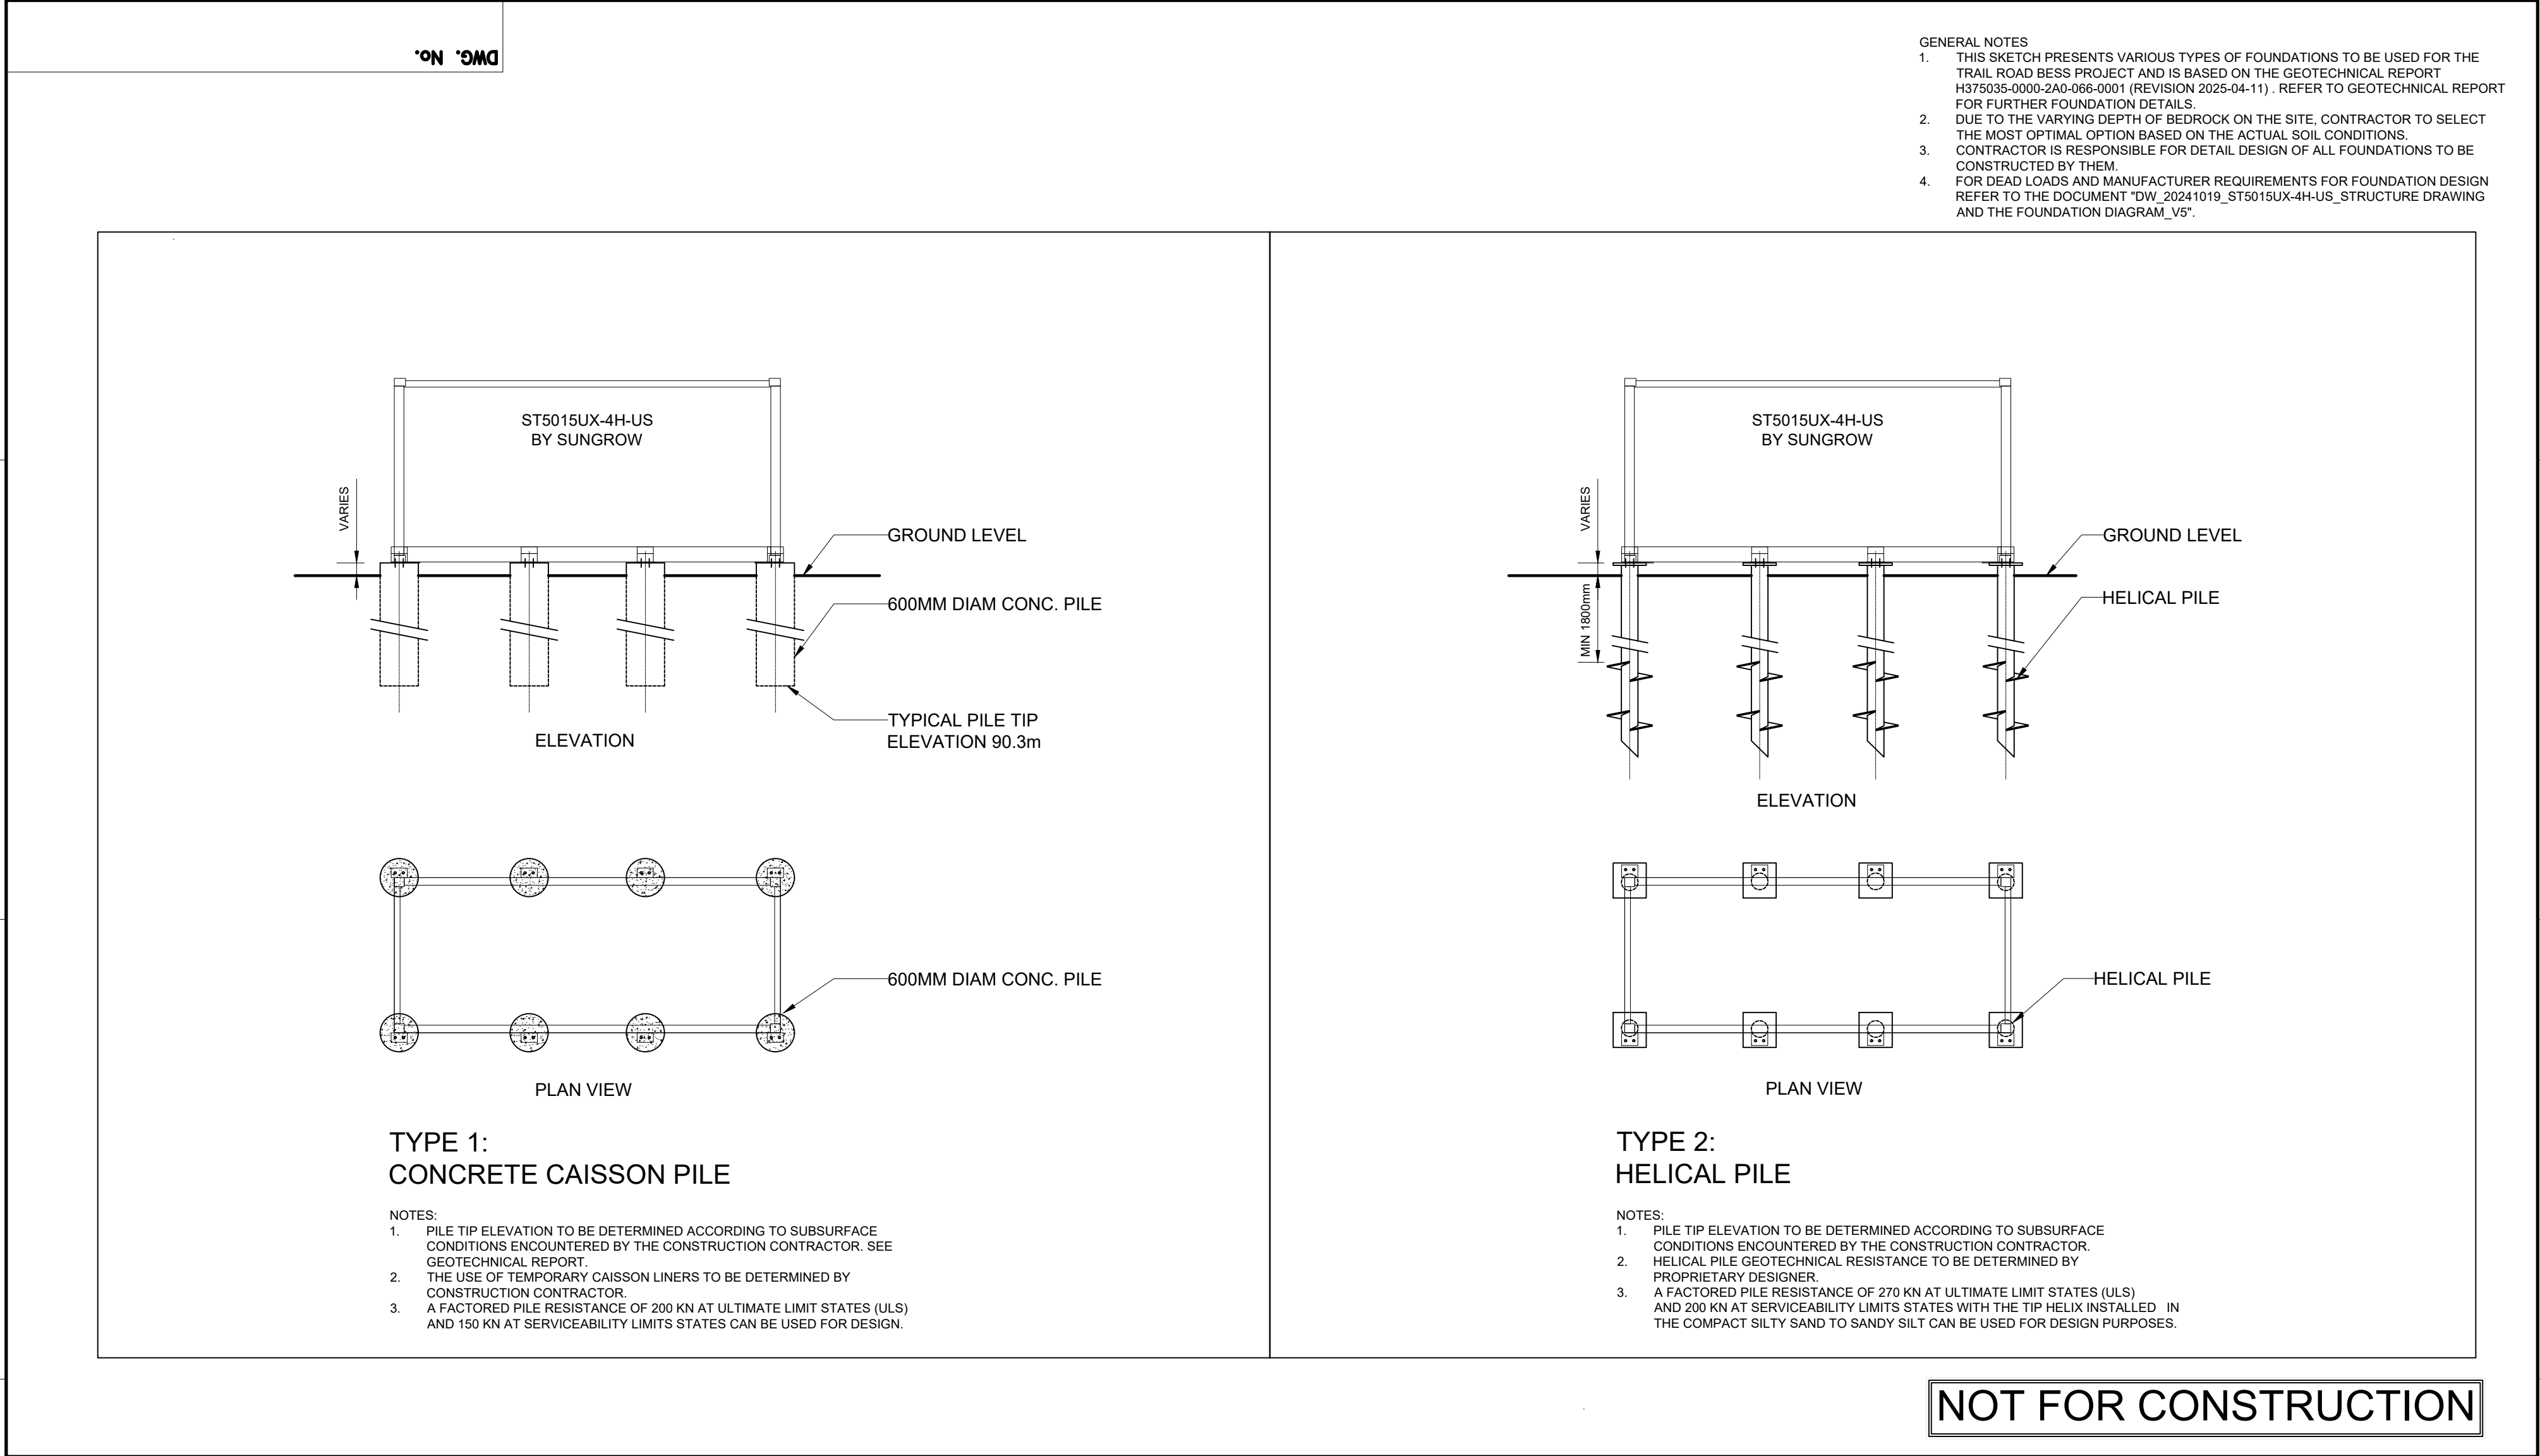 DWG. No.
GENERAL NOTES
1. THIS SKETCH PRESENTS VARIOUS TYPES OF FOUNDATIONS TO BE USED FOR THE
TRAIL ROAD BESS PROJECT AND IS BASED ON THE GEOTECHNICAL REPORT
H375035-0000-2A0-066-0001 (REVISION 2025-04-11) . REFER TO GEOTECHNICAL REPORT
FOR FURTHER FOUNDATION DETAILS.
2. DUE TO THE VARYING DEPTH OF BEDROCK ON THE SITE, CONTRACTOR TO SELECT
THE MOST OPTIMAL OPTION BASED ON THE ACTUAL SOIL CONDITIONS.
3. CONTRACTOR IS RESPONSIBLE FOR DETAIL DESIGN OF ALL FOUNDATIONS TO BE
CONSTRUCTED BY THEM.
4. FOR DEAD LOADS AND MANUFACTURER REQUIREMENTS FOR FOUNDATION DESIGN
REFER TO THE DOCUMENT "DW_20241019_ST5015UX-4H-US_STRUCTURE DRAWING
AND THE FOUNDATION DIAGRAM_V5".
ST5015UX-4H-US
BY SUNGROW
VARIES
GROUND LEVEL
600MM DIAM CONC. PILE
TYPICAL PILE TIP
ELEVATION 90.3m
ELEVATION
600MM DIAM CONC. PILE
PLAN VIEW
TYPE 1:
CONCRETE CAISSON PILE
NOTES:
1. PILE TIP ELEVATION TO BE DETERMINED ACCORDING TO SUBSURFACE
CONDITIONS ENCOUNTERED BY THE CONSTRUCTION CONTRACTOR. SEE
GEOTECHNICAL REPORT.
2. THE USE OF TEMPORARY CAISSON LINERS TO BE DETERMINED BY
CONSTRUCTION CONTRACTOR.
3. A FACTORED PILE RESISTANCE OF 200 KN AT ULTIMATE LIMIT STATES (ULS)
AND 150 KN AT SERVICEABILITY LIMITS STATES CAN BE USED FOR DESIGN.
ST5015UX-4H-US
BY SUNGROW
VARIES
GROUND LEVEL
MIN 1800mm
HELICAL PILE
ELEVATION
HELICAL PILE
PLAN VIEW
TYPE 2:
HELICAL PILE
NOTES:
1. PILE TIP ELEVATION TO BE DETERMINED ACCORDING TO SUBSURFACE
CONDITIONS ENCOUNTERED BY THE CONSTRUCTION CONTRACTOR.
2. HELICAL PILE GEOTECHNICAL RESISTANCE TO BE DETERMINED BY
PROPRIETARY DESIGNER.
3. A FACTORED PILE RESISTANCE OF 270 KN AT ULTIMATE LIMIT STATES (ULS)
AND 200 KN AT SERVICEABILITY LIMITS STATES WITH THE TIP HELIX INSTALLED IN
THE COMPACT SILTY SAND TO SANDY SILT CAN BE USED FOR DESIGN PURPOSES.
NOT FOR CONSTRUCTION